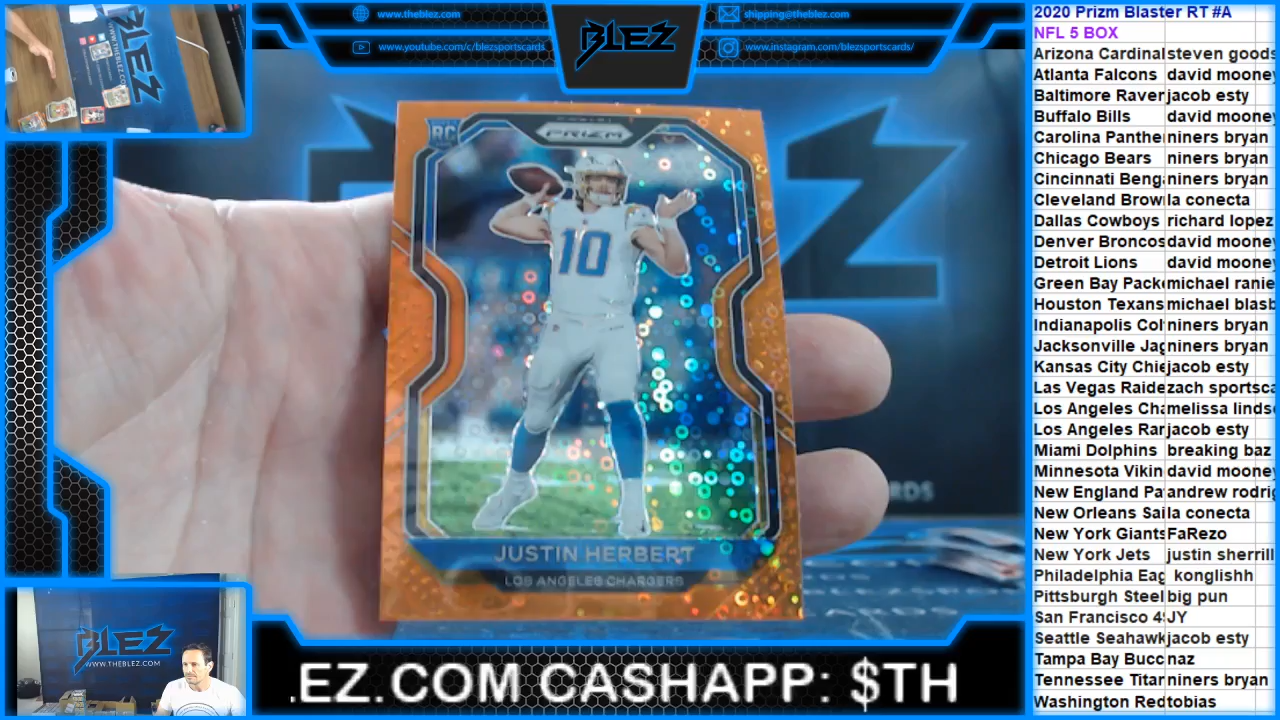 www.theblez.com
shipping@theblez.com
www.youtube.com/c/blezsportscards
www.instagram.com/blezsportscards/
BLEZ
BLEZ
WWW.THEBLEZ.COM
RC
PANINI
PRIZM
10
JUSTIN HERBERT
LOS ANGELES CHARGERS
BLEZ
WWW.THEBLEZ.COM
.EZ.COM CASHAPP: $TH
2020 Prizm Blaster RT #A
NFL 5 BOX
Arizona Cardinal steven goods
Atlanta Falcons david mooney
Baltimore Raver jacob esty
Buffalo Bills david mooney
Carolina Panthe niners bryan
Chicago Bears niners bryan
Cincinnati Beng niners bryan
Cleveland Brow la conecta
Dallas Cowboys richard lopez
Denver Broncos david mooney
Detroit Lions david mooney
Green Bay Pack michael ranie
Houston Texans michael blasb
Indianapolis Col niners bryan
Jacksonville Jag niners bryan
Kansas City Chie jacob esty
Las Vegas Raide zach sportsca
Los Angeles Cha melissa linds
Los Angeles Rar jacob esty
Miami Dolphins breaking baz
Minnesota Vikin david mooney
New England Pa andrew rodrig
New Orleans Sai la conecta
New York Giants FaRezo
New York Jets justin sherrill
Philadelphia Eag konglishh
Pittsburgh Steel big pun
San Francisco 4 JY
Seattle Seahawk jacob esty
Tampa Bay Bucc naz
Tennessee Titar niners bryan
Washington Red tobias